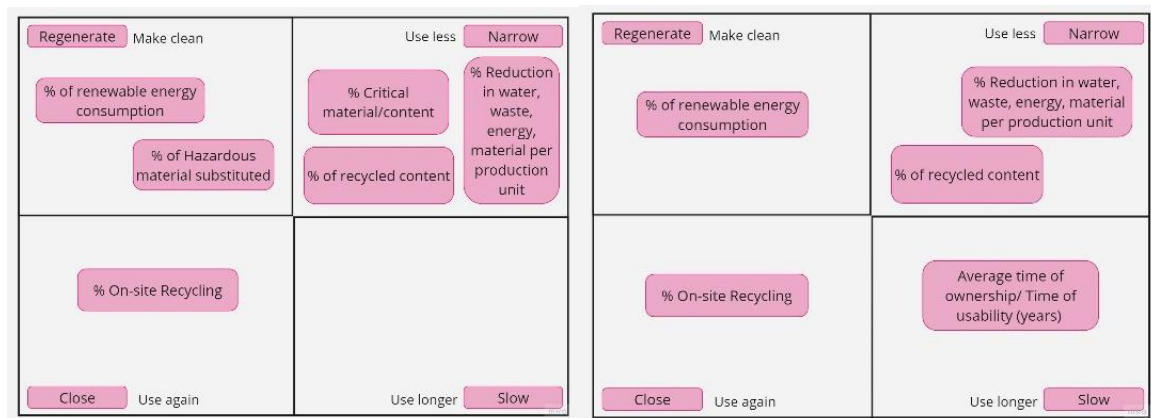 Regenerate Make clean
Use less Narrow
% of renewable energy
consumption
% of Hazardous
material substituted
% Critical
material/content
% of recycled content
% Reduction
in water,
waste,
energy,
material per
production
unit
% On-site Recycling
Close Use again
Use longer Slow
Regenerate Make clean
Use less Narrow
% of renewable energy
consumption
% Reduction in water,
waste, energy, material
per production unit
% of recycled content
% On-site Recycling
Average time of
ownership/ Time of
usability (years)
Close Use again
Use longer Slow